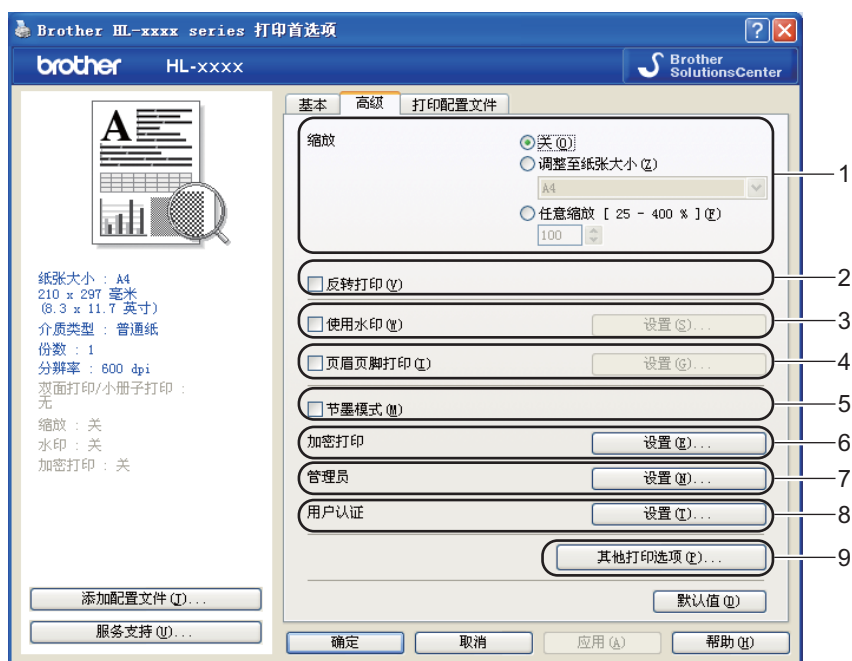 Brother HL-xxxx series 打印首选项
brother HL-xxxx
Brother
SolutionsCenter
A
纸张大小 : A4
210 x 297 毫米
(8.3 x 11.7 英寸)
介质类型 : 普通纸
份数 : 1
分辨率 : 600 dpi
双面打印/小册子打印 :
无
缩放 : 关
水印 : 关
加密打印 : 关
添加配置文件(J)...
服务支持(U)...
基本 高级 打印配置文件
缩放
关(O)
调整至纸张大小(Z)
A4
任意缩放 [ 25 - 400 % ](F)
100
1
反转打印(V)
2
使用水印(W) 设置(S)...
3
页眉页脚打印(I) 设置(G)...
4
节墨模式(M)
5
加密打印 设置(E)...
6
管理员 设置(N)...
7
用户认证 设置(T)...
8
其他打印选项(P)...
9
默认值(D)
确定 取消 应用(A) 帮助(H)